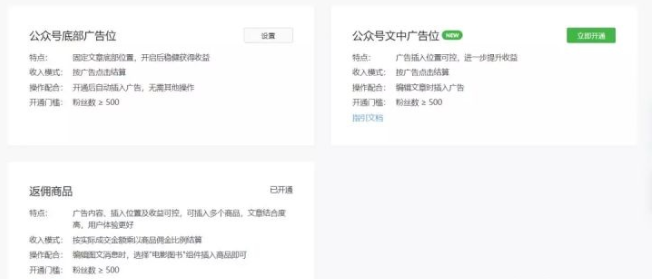 公众号底部广告位
设置
特点： 固定文章底部位置，开启后稳健获得收益
收入模式： 按广告点击结算
操作配合： 开通后自动插入广告，无需其他操作
开通门槛： 粉丝数 ≥ 500
公众号文中广告位 NEW
立即开通
特点： 广告插入位置可控，进一步提升收益
收入模式： 按广告点击结算
操作配合： 编辑文章时插入广告
开通门槛： 粉丝数 ≥ 500
指引文档
返佣商品
已开通
特点： 广告内容、插入位置及收益可控，可插入多个商品，文章结合度
高，用户体验更好
收入模式： 按实际成交金额乘以商品佣金比例结算
操作配合： 编辑图文消息时，选择"电影图书"组件插入商品即可
开通门槛： 粉丝数 ≥ 500